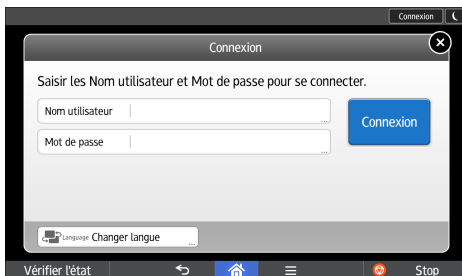 Connexion
Connexion
Saisir les Nom utilisateur et Mot de passe pour se connecter.
Nom utilisateur
...
Connexion
Mot de passe
...
Language Changer langue
...
Vérifier l'état
Stop